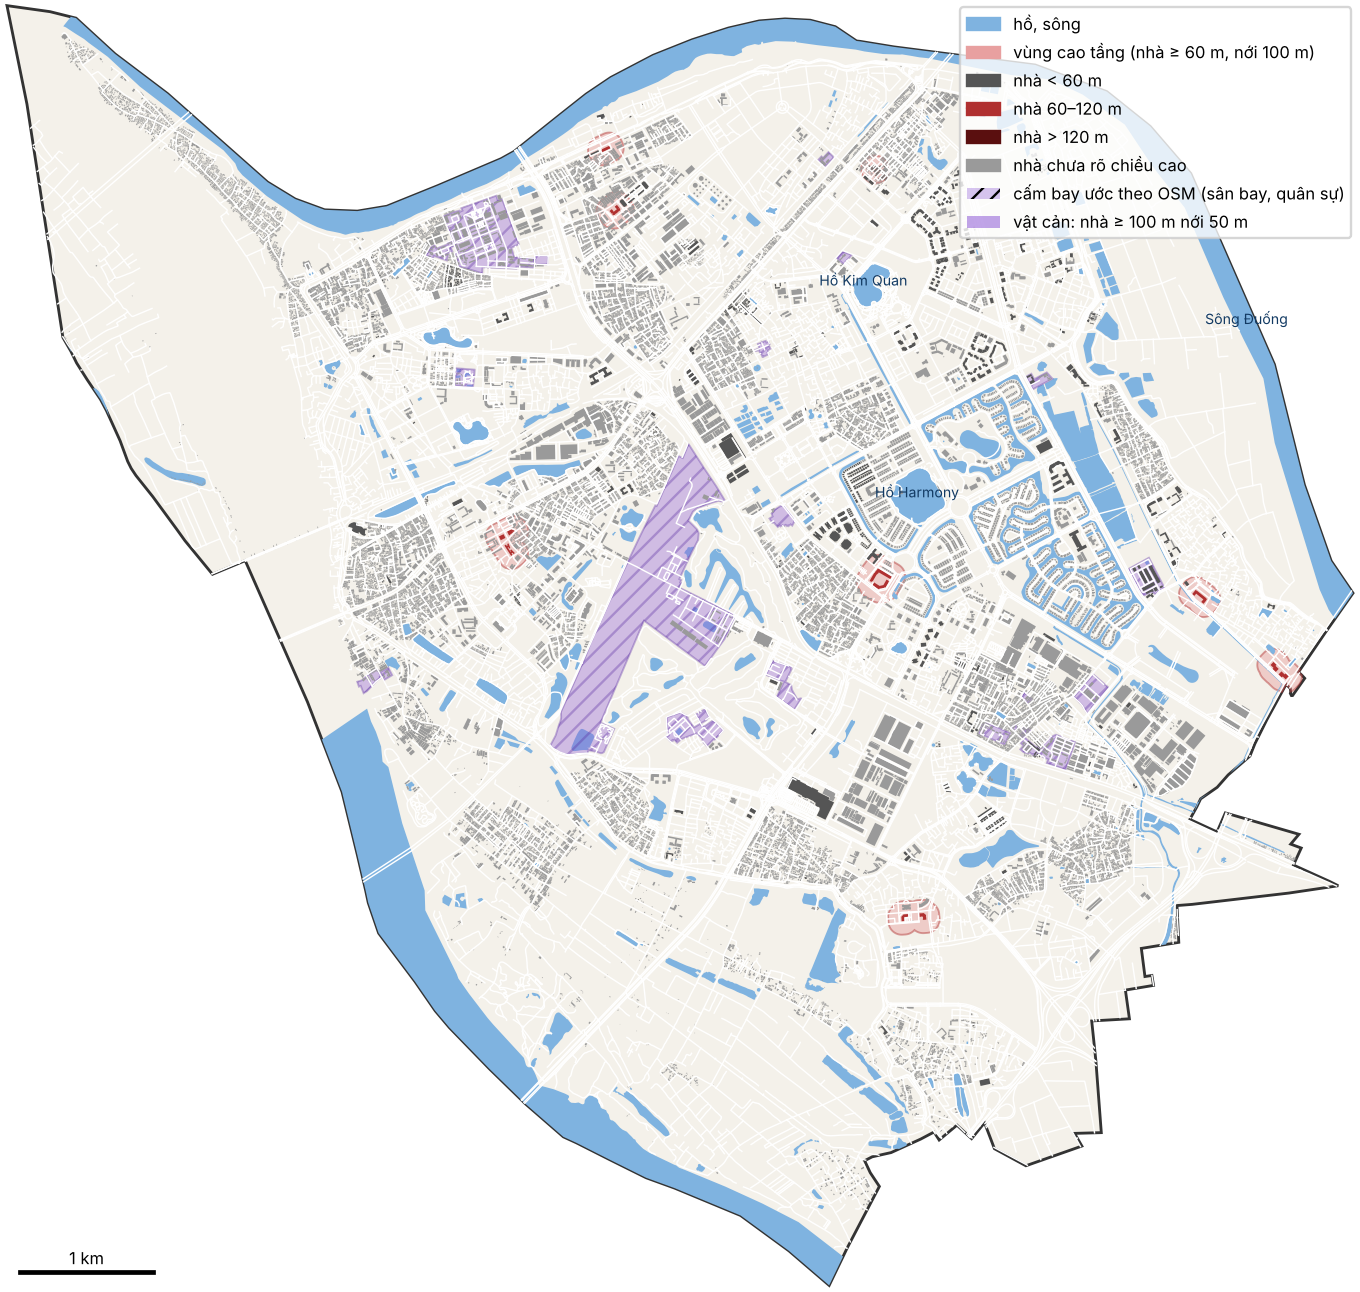 hồ, sông
vùng cao tầng (nhà ≥ 60 m, nới 100 m)
nhà < 60 m
nhà 60–120 m
nhà > 120 m
nhà chưa rõ chiều cao
cấm bay ước theo OSM (sân bay, quân sự)
vật cản: nhà ≥ 100 m nới 50 m
Hồ Kim Quan
Sông Đuống
Hồ Harmony
1 km